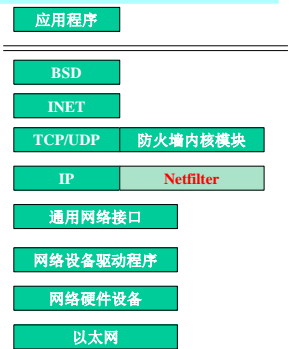 应用程序
BSD
INET
TCP/UDP 防火墙内核模块
IP Netfilter
通用网络接口
网络设备驱动程序
网络硬件设备
以太网